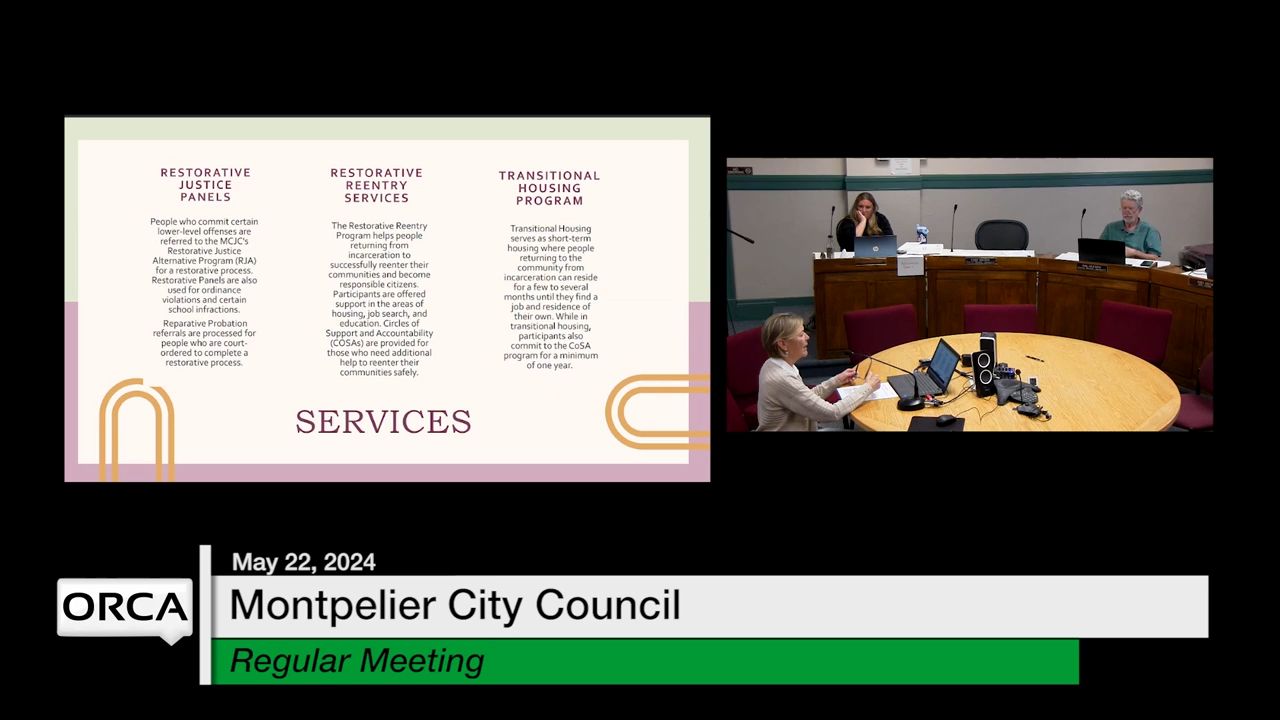 RESTORATIVE
JUSTICE
PANELS
People who commit certain
lower-level offenses are
referred to the MCJC's
Restorative Justice
Alternative Program (RJA)
for a restorative process.
Restorative Panels are also
used for ordinance
violations and certain
school infractions.
Reparative Probation
referrals are processed for
people who are court-
ordered to complete a
restorative process.
RESTORATIVE
REENTRY
SERVICES
The Restorative Reentry
Program helps people
returning from
incarceration to
successfully reenter their
communities and become
responsible citizens.
Participants are offered
support in the areas of
housing, job search, and
education. Circles of
Support and Accountability
(COSAs) are provided for
those who need additional
help to reenter their
communities safely.
TRANSITIONAL
HOUSING
PROGRAM
Transitional Housing
serves as short-term
housing where people
returning to the
community from
incarceration can reside
for a few to several
months until they find a
job and residence of
their own. While in
transitional housing,
participants also
commit to the CoSA
program for a minimum
of one year.
SERVICES
May 22, 2024
ORCA
Montpelier City Council
Regular Meeting